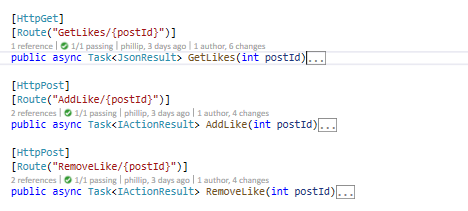 [HttpGet]
[Route("GetLikes/{postId}")]
1 reference | 1/1 passing | phillip, 3 days ago | 1 author, 6 changes
public async Task<JsonResult> GetLikes(int postId)...
[HttpPost]
[Route("AddLike/{postId}")]
2 references | 1/1 passing | phillip, 3 days ago | 1 author, 4 changes
public async Task<IActionResult> AddLike(int postId)...
[HttpPost]
[Route("RemoveLike/{postId}")]
2 references | 1/1 passing | phillip, 3 days ago | 1 author, 4 changes
public async Task<IActionResult> RemoveLike(int postId)...